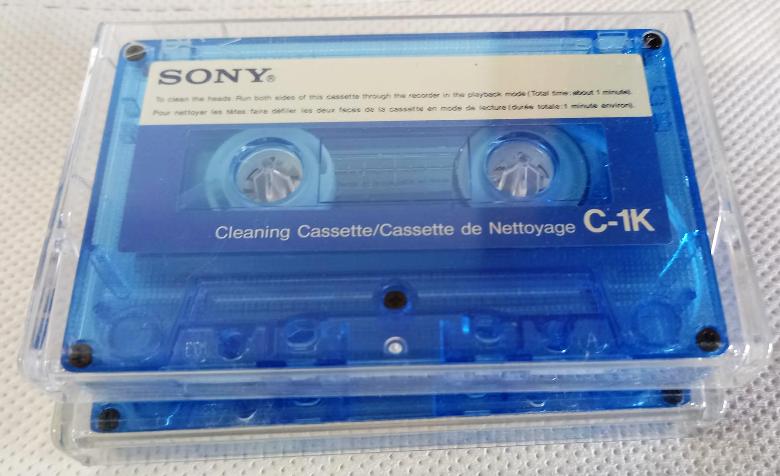 SONY®
To clean the heads: Run both sides of this cassette through the recorder in the playback mode (Total time: about 1 minute).
Pour nettoyer les têtes: faire défiler les deux faces de la cassette en mode de lecture (durée totale: 1 minute environ).
Cleaning Cassette/Cassette de Nettoyage C-1K